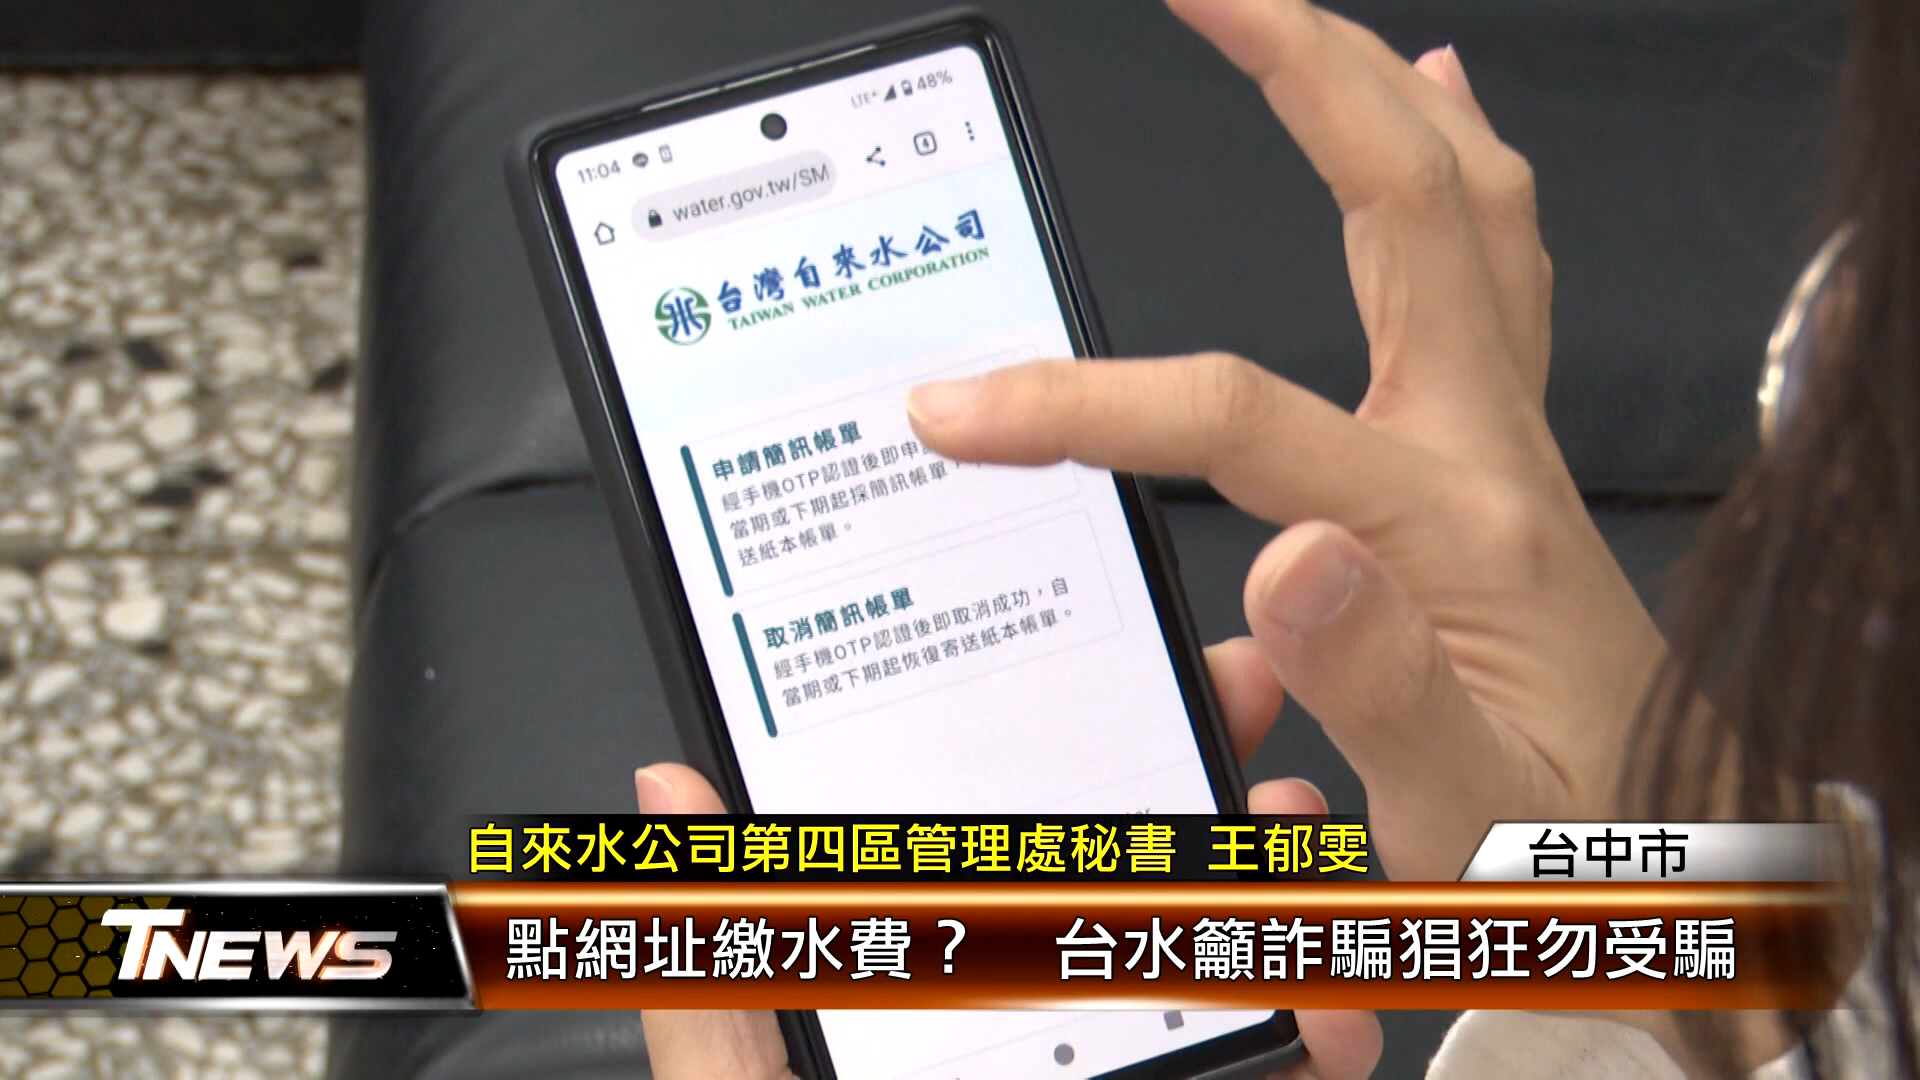 11:04
LTE+ 48%
water.gov.tw/SM
4
台灣自來水公司
TAIWAN WATER CORPORATION
申請簡訊帳單
經手機OTP認證後即申
當期或下期起採簡訊帳單，
送紙本帳單。
取消簡訊帳單
經手機OTP認證後即取消成功，自
當期或下期起恢復寄送紙本帳單。
自來水公司第四區管理處秘書 王郁雯
台中市
TNEWS
點網址繳水費？ 台水籲詐騙猖狂勿受騙